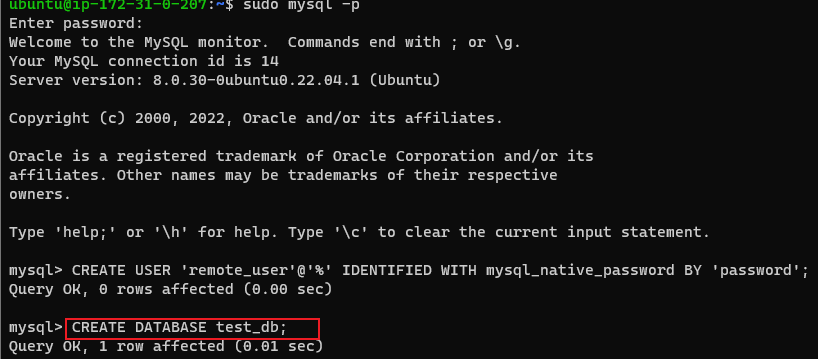 ubuntu@ip-172-31-0-207:~$ sudo mysql -p
Enter password:
Welcome to the MySQL monitor.  Commands end with ; or \g.
Your MySQL connection id is 14
Server version: 8.0.30-0ubuntu0.22.04.1 (Ubuntu)

Copyright (c) 2000, 2022, Oracle and/or its affiliates.

Oracle is a registered trademark of Oracle Corporation and/or its
affiliates. Other names may be trademarks of their respective
owners.

Type 'help;' or '\h' for help. Type '\c' to clear the current input statement.

mysql> CREATE USER 'remote_user'@'%' IDENTIFIED WITH mysql_native_password BY 'password';
Query OK, 0 rows affected (0.00 sec)

mysql> CREATE DATABASE test_db;
Query OK, 1 row affected (0.01 sec)